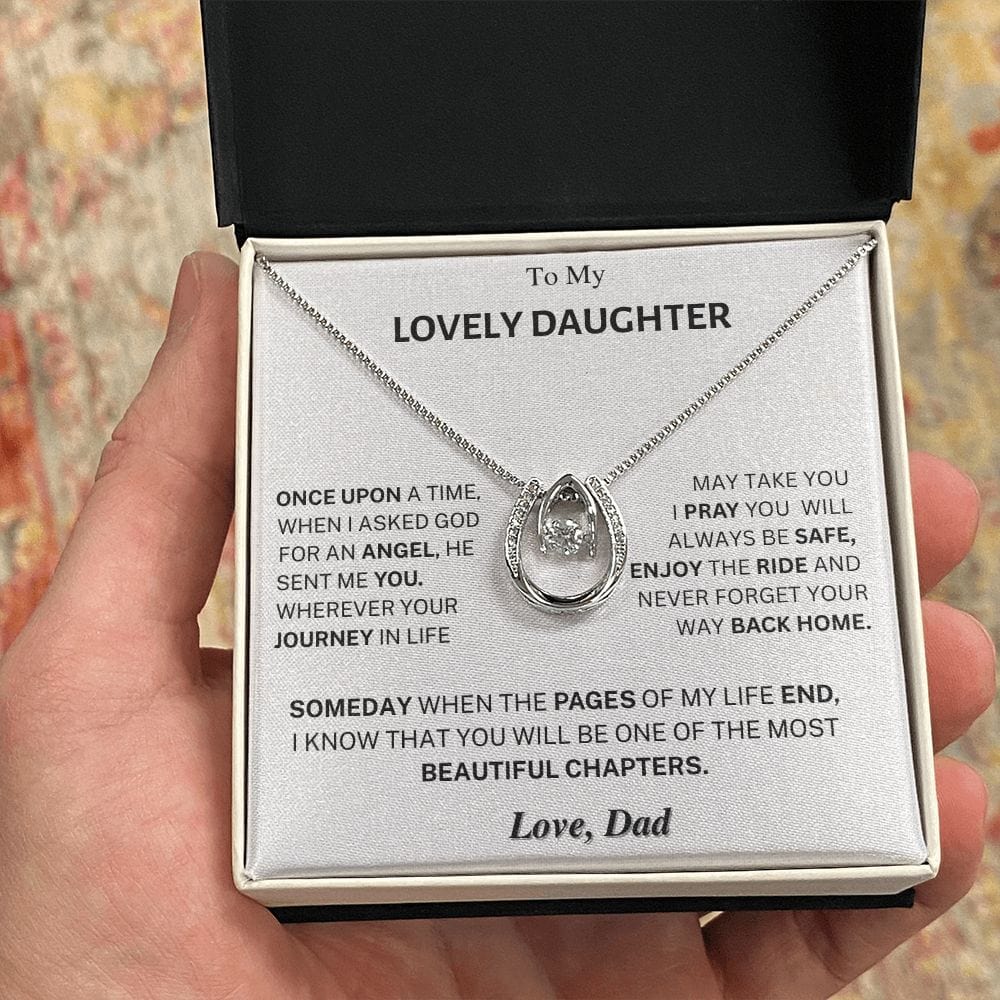 To My
LOVELY DAUGHTER
ONCE UPON A TIME,
WHEN I ASKED GOD
FOR AN ANGEL, HE
SENT ME YOU.
WHEREVER YOUR
JOURNEY IN LIFE
MAY TAKE YOU
I PRAY YOU WILL
ALWAYS BE SAFE,
ENJOY THE RIDE AND
NEVER FORGET YOUR
WAY BACK HOME.
SOMEDAY WHEN THE PAGES OF MY LIFE END,
I KNOW THAT YOU WILL BE ONE OF THE MOST
BEAUTIFUL CHAPTERS.
Love, Dad